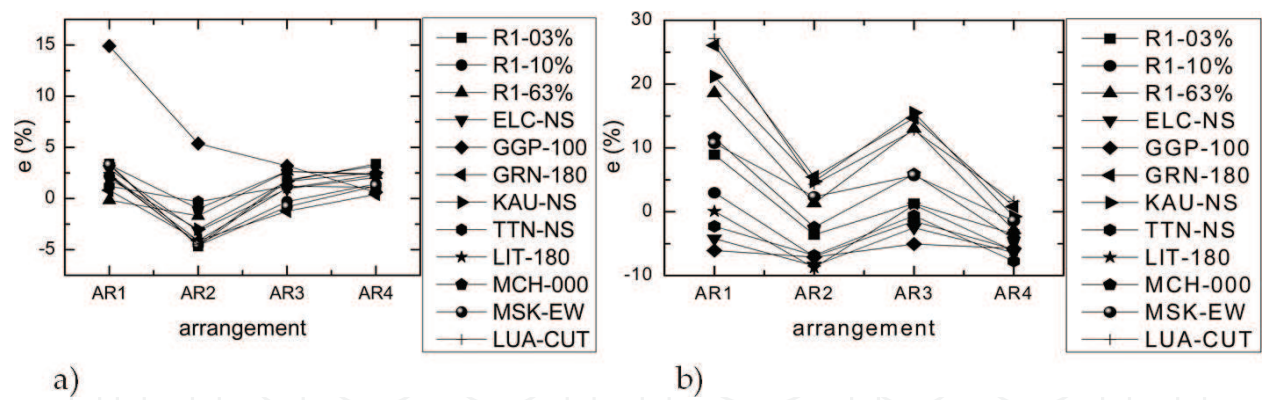 15
10
5
0
-5
e (%)
AR1 AR2 AR3 AR4
arrangement
R1-03%
R1-10%
R1-63%
ELC-NS
GGP-100
GRN-180
KAU-NS
TTN-NS
LIT-180
MCH-000
MSK-EW
LUA-CUT
a)
30
20
10
0
-10
e (%)
AR1 AR2 AR3 AR4
arrangement
R1-03%
R1-10%
R1-63%
ELC-NS
GGP-100
GRN-180
KAU-NS
TTN-NS
LIT-180
MCH-000
MSK-EW
LUA-CUT
b)